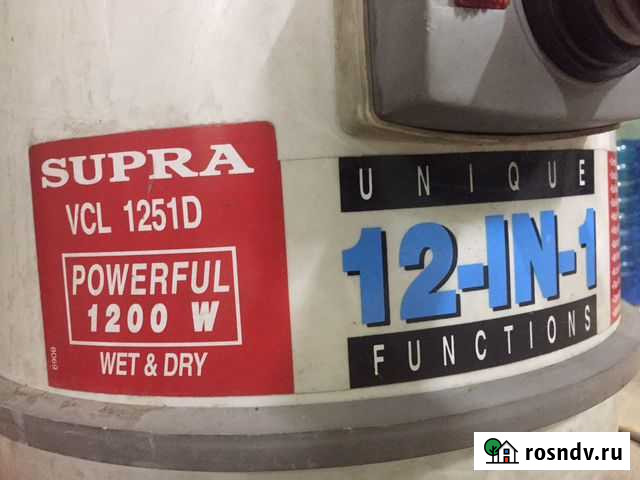 SUPRA
VCL 1251D
POWERFUL
1200 W
WET & DRY
UNIQUE
12-IN-1
FUNCTIONS
rosndv.ru